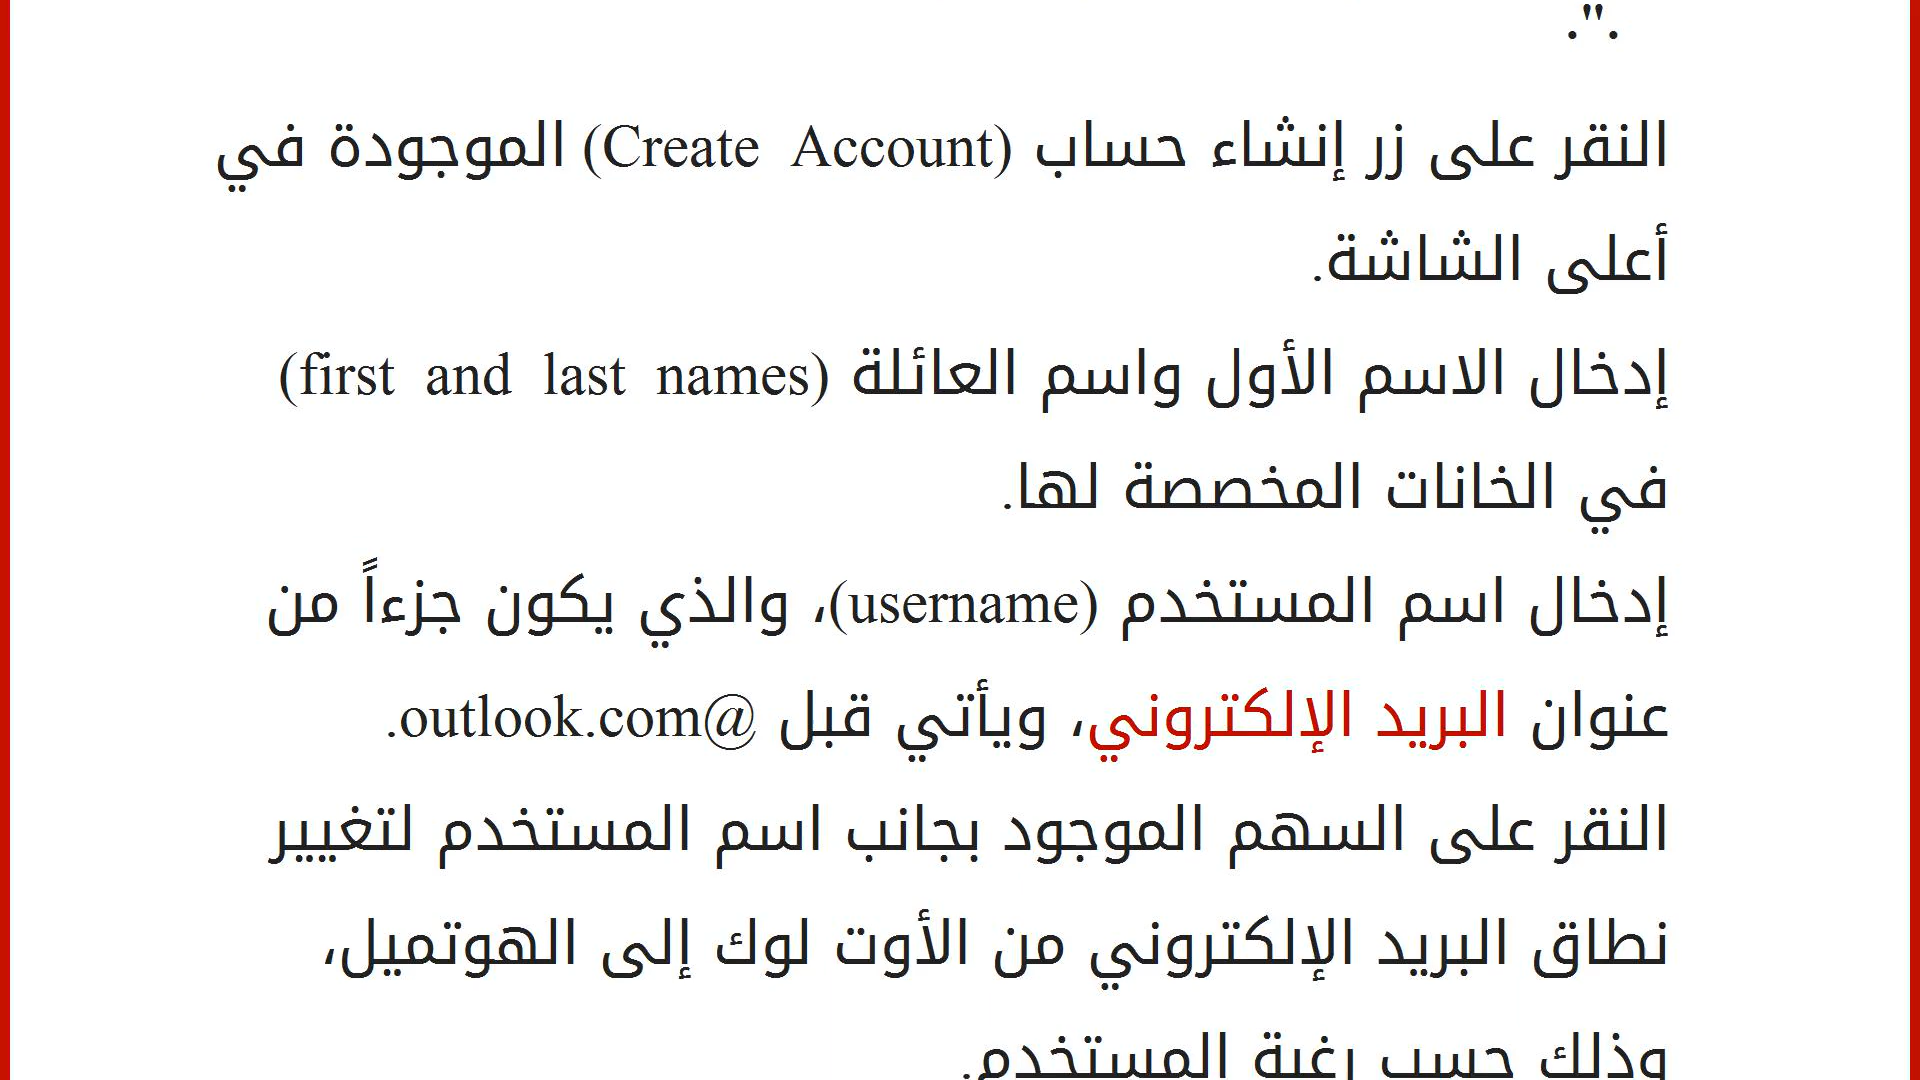 .".
النقر على زر إنشاء حساب (Create Account) الموجودة في
أعلى الشاشة.
إدخال الاسم الأول واسم العائلة (first and last names)
في الخانات المخصصة لها.
إدخال اسم المستخدم (username)، والذي يكون جزءاً من
عنوان البريد الإلكتروني، ويأتي قبل @outlook.com.
النقر على السهم الموجود بجانب اسم المستخدم لتغيير
نطاق البريد الإلكتروني من الأوت لوك إلى الهوتميل،
وذلك حسب رغبة المستخدم.